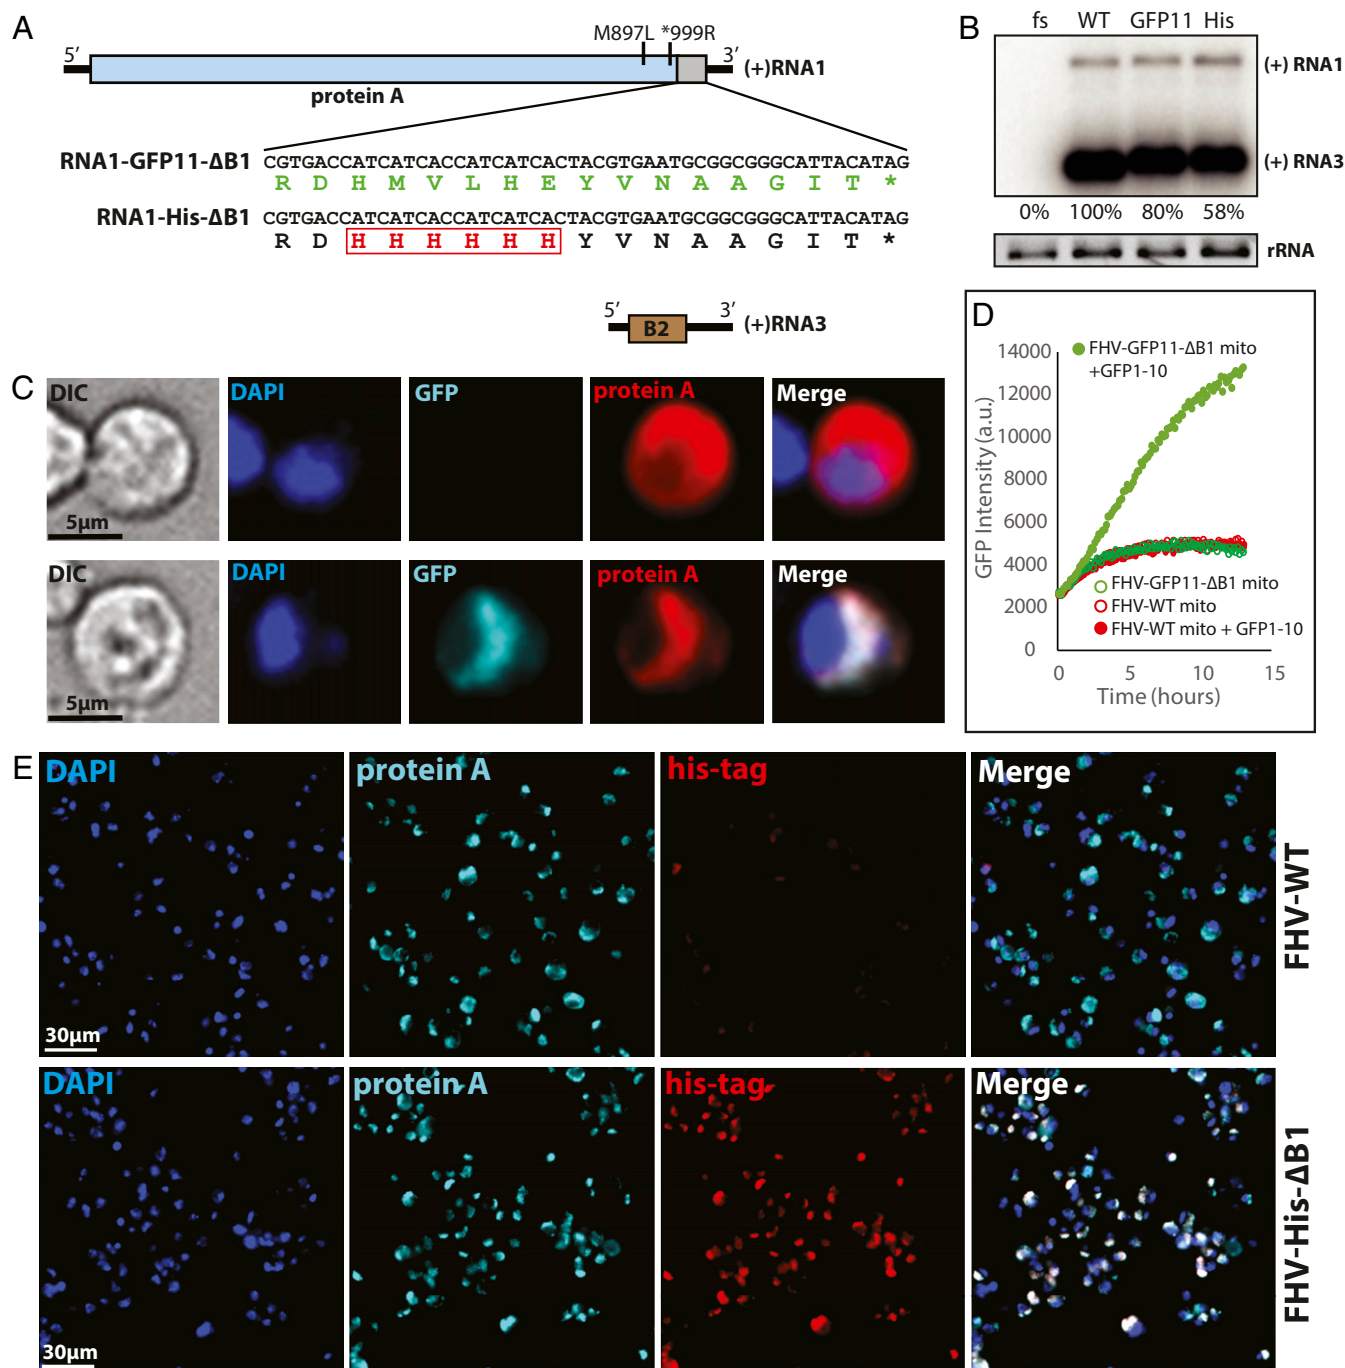 A
M897L *999R
5′ 3′ (+)RNA1
protein A
RNA1-GFP11-ΔB1 CGTGACCATCATCACCATCATCACTACGTGAATGCGGCGGGCATTACATAG
R D H M V L H E Y V N A A G I T *
RNA1-His-ΔB1 CGTGACCATCATCACCATCATCACTACGTGAATGCGGCGGGCATTACATAG
R D H H H H H H Y V N A A G I T *
5′ B2 3′ (+)RNA3
B
fs WT GFP11 His
(+) RNA1
(+) RNA3
0% 100% 80% 58%
rRNA
C
DIC DAPI GFP protein A Merge
5μm
DIC DAPI GFP protein A Merge
5μm
D
14000
12000
10000
8000
6000
4000
2000
0
GFP Intensity (a.u.)
FHV-GFP11-ΔB1 mito
+GFP1-10
FHV-GFP11-ΔB1 mito
FHV-WT mito
FHV-WT mito + GFP1-10
0 5 10 15
Time (hours)
E
DAPI protein A his-tag Merge
30μm
FHV-WT
DAPI protein A his-tag Merge
30μm
FHV-His-ΔB1